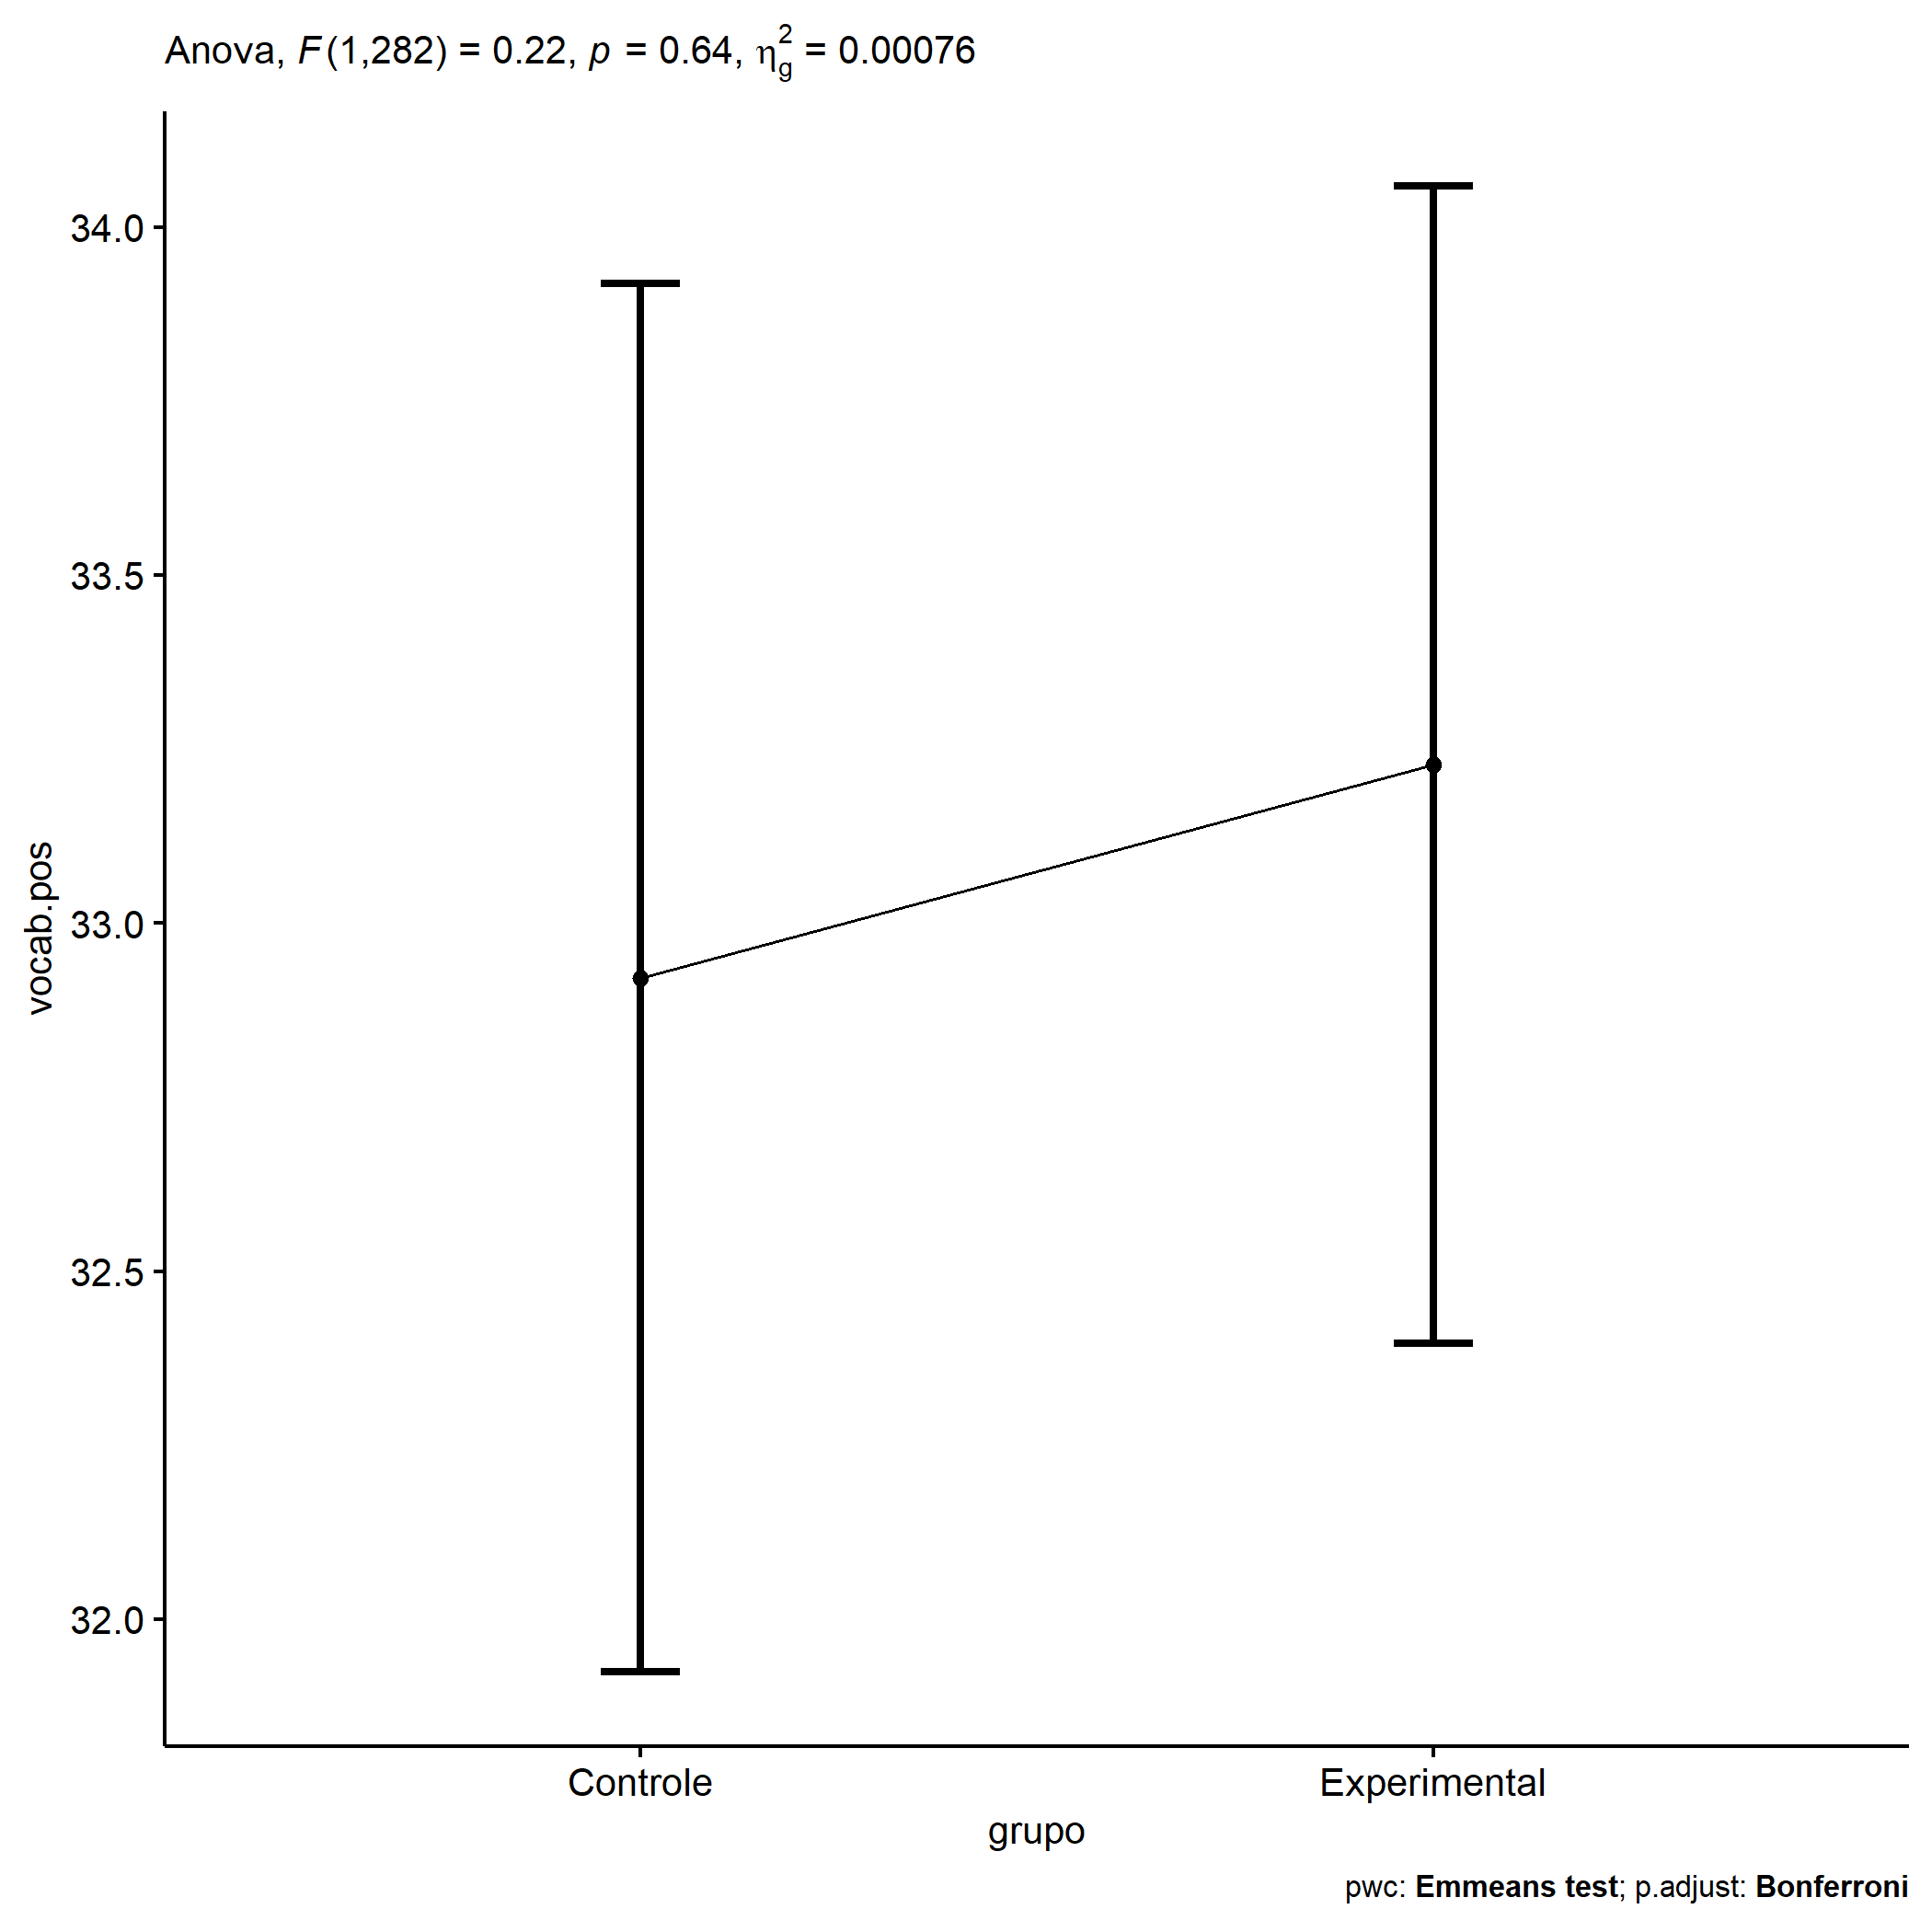 Anova, F(1,282) = 0.22, p = 0.64, η²g = 0.00076
34.0
33.5
33.0
32.5
32.0
vocab.pos
Controle
Experimental
grupo
pwc: Emmeans test; p.adjust: Bonferroni